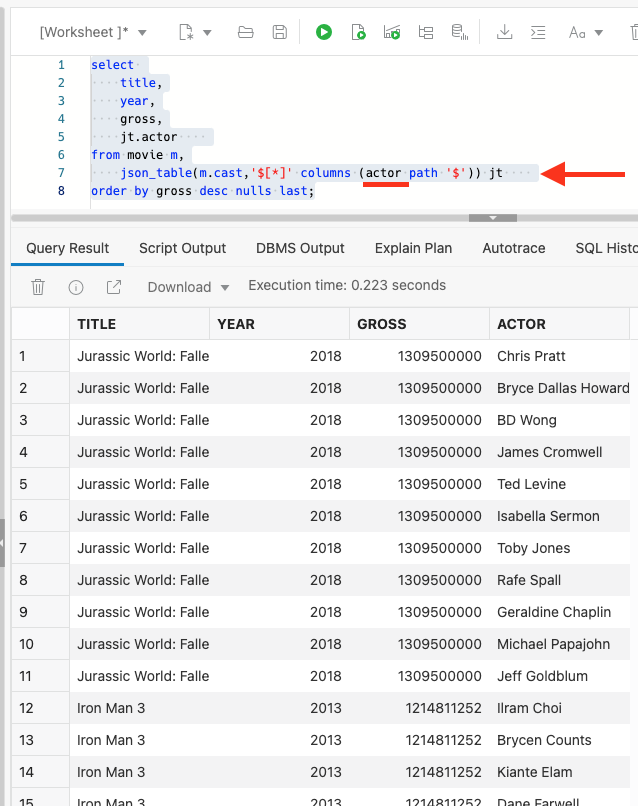 [Worksheet ]*
Aa
1 select
2 title,
3 year,
4 gross,
5 jt.actor
6 from movie m,
7 json_table(m.cast,'$[*]' columns (actor path '$')) jt
8 order by gross desc nulls last;
Query Result Script Output DBMS Output Explain Plan Autotrace SQL Histo
Download Execution time: 0.223 seconds
TITLE YEAR GROSS ACTOR
1 Jurassic World: Falle 2018 1309500000 Chris Pratt
2 Jurassic World: Falle 2018 1309500000 Bryce Dallas Howard
3 Jurassic World: Falle 2018 1309500000 BD Wong
4 Jurassic World: Falle 2018 1309500000 James Cromwell
5 Jurassic World: Falle 2018 1309500000 Ted Levine
6 Jurassic World: Falle 2018 1309500000 Isabella Sermon
7 Jurassic World: Falle 2018 1309500000 Toby Jones
8 Jurassic World: Falle 2018 1309500000 Rafe Spall
9 Jurassic World: Falle 2018 1309500000 Geraldine Chaplin
10 Jurassic World: Falle 2018 1309500000 Michael Papajohn
11 Jurassic World: Falle 2018 1309500000 Jeff Goldblum
12 Iron Man 3 2013 1214811252 Ilram Choi
13 Iron Man 3 2013 1214811252 Brycen Counts
14 Iron Man 3 2013 1214811252 Kiante Elam
15 Iron Man 3 2013 1214811252 Dane Farwell